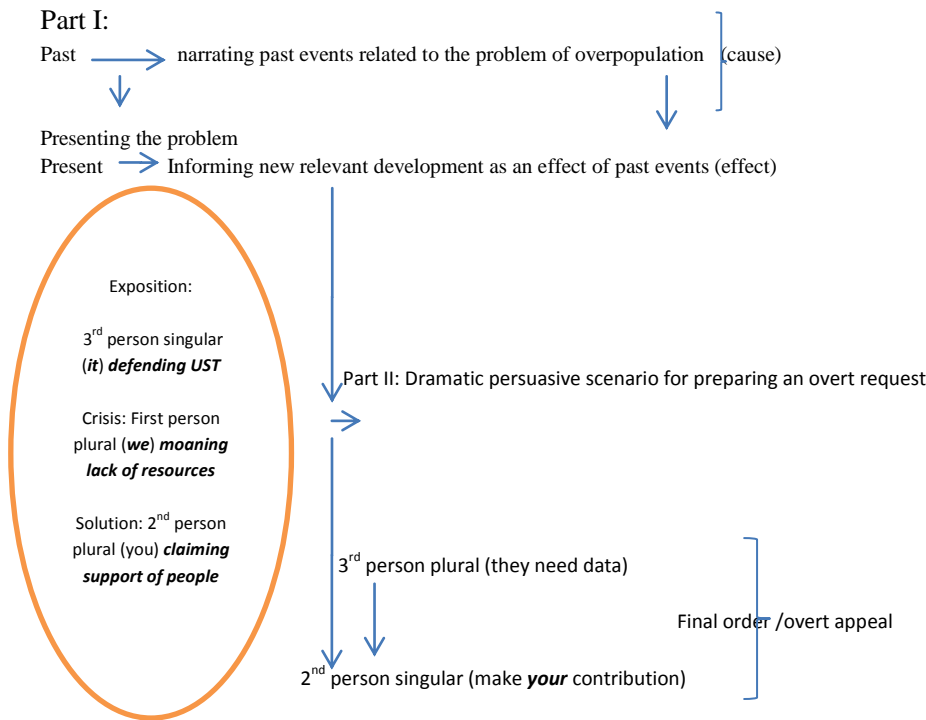 Part I:
Past narrating past events related to the problem of overpopulation (cause)
Presenting the problem
Present Informing new relevant development as an effect of past events (effect)
Exposition:
3rd person singular
(it) defending UST
Crisis: First person
plural (we) moaning
lack of resources
Solution: 2nd person
plural (you) claiming
support of people
Part II: Dramatic persuasive scenario for preparing an overt request
3rd person plural (they need data)
Final order /overt appeal
2nd person singular (make your contribution)